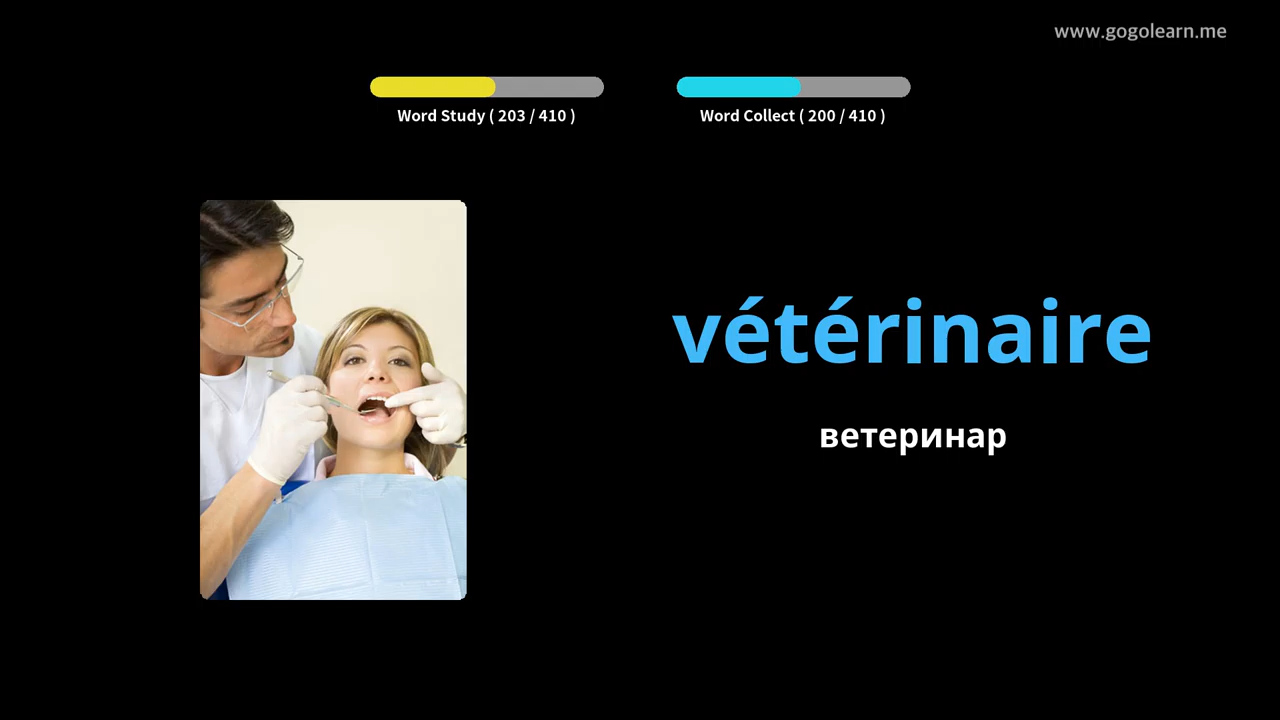 www.gogolearn.me
Word Study ( 203 / 410 )
Word Collect ( 200 / 410 )
vétérinaire
ветеринар